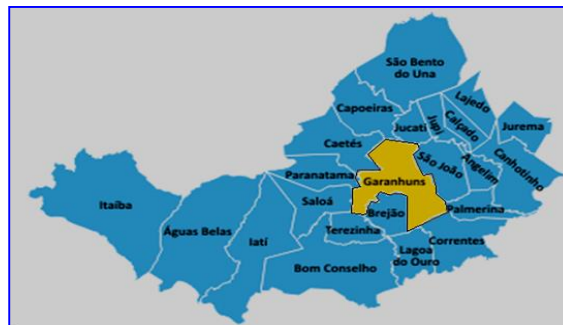 São Bento
do Una
Lajedo
Capoeiras
Calçado
Jupi
Jucati
Jurema
Caetés
São João
Angelim
Canhotinho
Paranatama
Garanhuns
Itaíba
Saloá
Brejão
Palmerina
Águas Belas
Iatí
Terezinha
Correntes
Lagoa
do Ouro
Bom Conselho